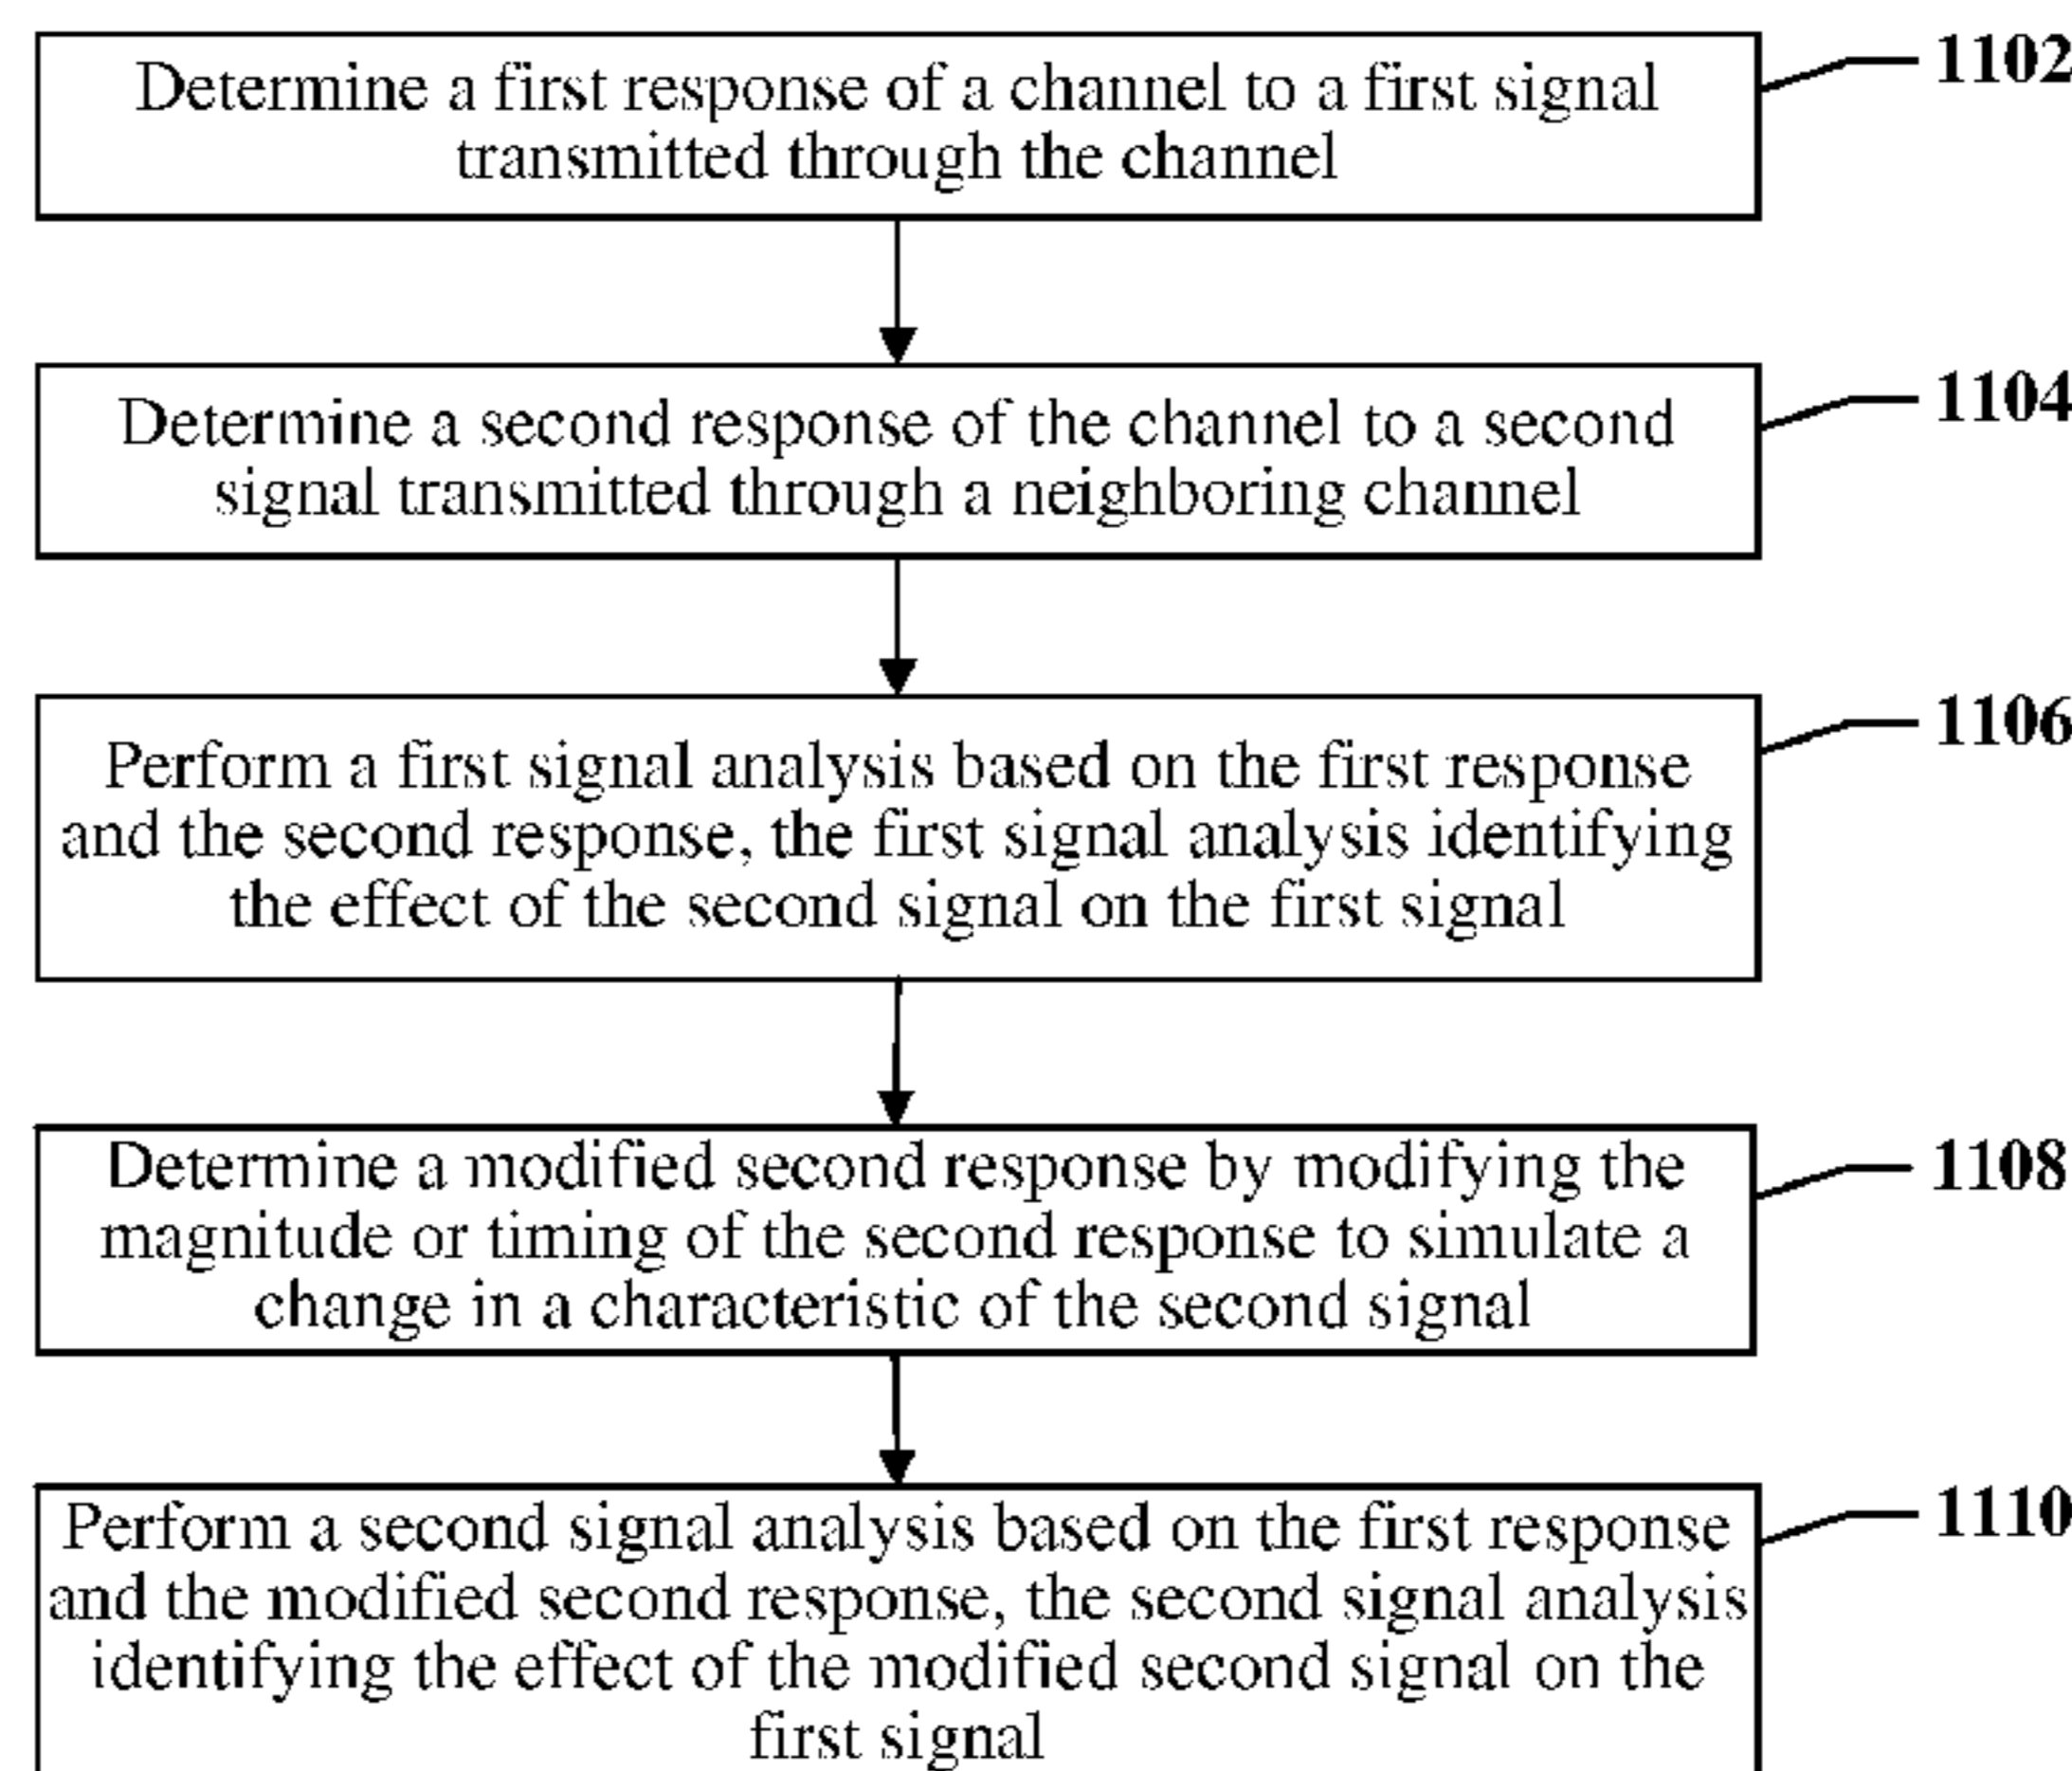 Determine a first response of a channel to a first signal
transmitted through the channel
1102
Determine a second response of the channel to a second
signal transmitted through a neighboring channel
1104
Perform a first signal analysis based on the first response
and the second response, the first signal analysis identifying
the effect of the second signal on the first signal
1106
Determine a modified second response by modifying the
magnitude or timing of the second response to simulate a
change in a characteristic of the second signal
1108
Perform a second signal analysis based on the first response
and the modified second response, the second signal analysis
identifying the effect of the modified second signal on the
first signal
1110